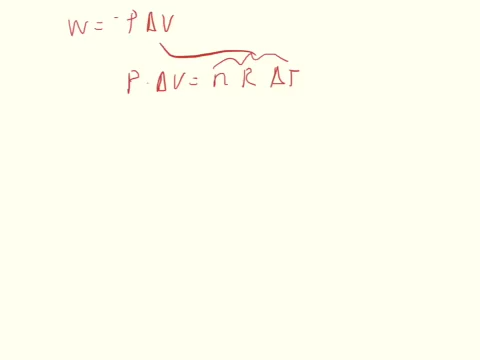 W = -P ΔV
P · ΔV = n R ΔT